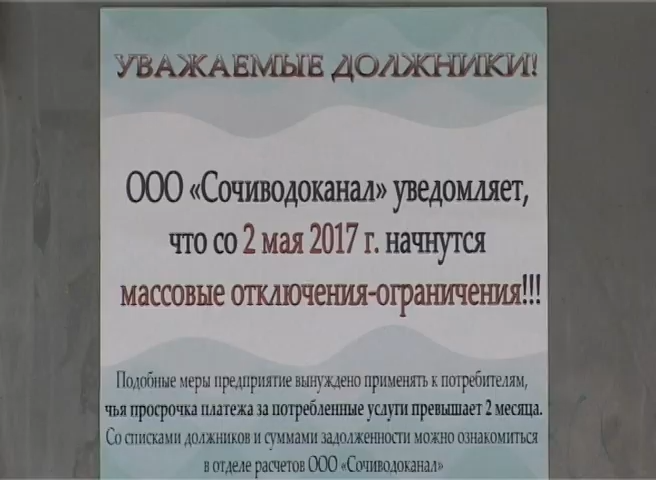 УВАЖАЕМЫЕ ДОЛЖНИКИ!
ООО «Сочиводоканал» уведомляет,
что со 2 мая 2017 г. начнутся
массовые отключения-ограничения!!!
Подобные меры предприятие вынуждено применять к потребителям,
чья просрочка платежа за потребленные услуги превышает 2 месяца.
Со списками должников и суммами задолженности можно ознакомиться
в отделе расчетов ООО «Сочиводоканал»